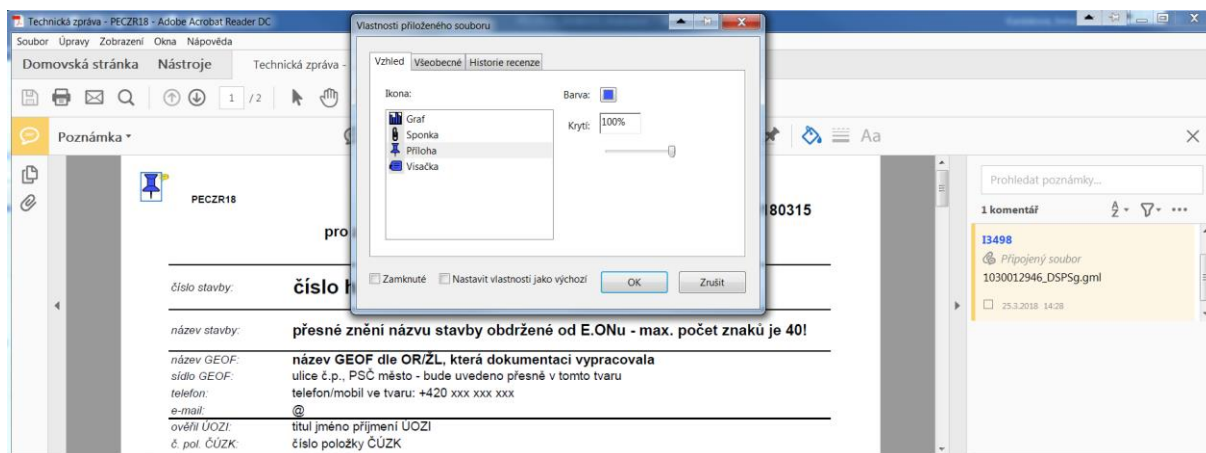 Technická zpráva - PECZR18 - Adobe Acrobat Reader DC
Soubor Úpravy Zobrazení Okna Nápověda
Domovská stránka Nástroje Technická zpráva -
1 / 2
Poznámka
Aa
Vlastnosti přiloženého souboru
Vzhled Všeobecné Historie recenze
Ikona:
Graf
Sponka
Příloha
Visačka
Barva:
Krytí: 100%
Zamknuté Nastavit vlastnosti jako výchozí OK Zrušit
PECZR18
80315
pro
číslo stavby: číslo h
název stavby: přesné znění názvu stavby obdržené od E.ONu - max. počet znaků je 40!
název GEOF: název GEOF dle OR/ŽL, která dokumentaci vypracovala
sídlo GEOF: ulice č.p., PSČ město - bude uvedeno přesně v tomto tvaru
telefon: telefon/mobil ve tvaru: +420 xxx xxx xxx
e-mail: @
ověřil ÚOZI: titul jméno příjmení ÚOZI
č. pol. ČÚZK: číslo položky ČÚZK
Prohledat poznámky...
1 komentář
I3498
Připojený soubor
1030012946_DSPSg.gml
25.3.2018 14:28